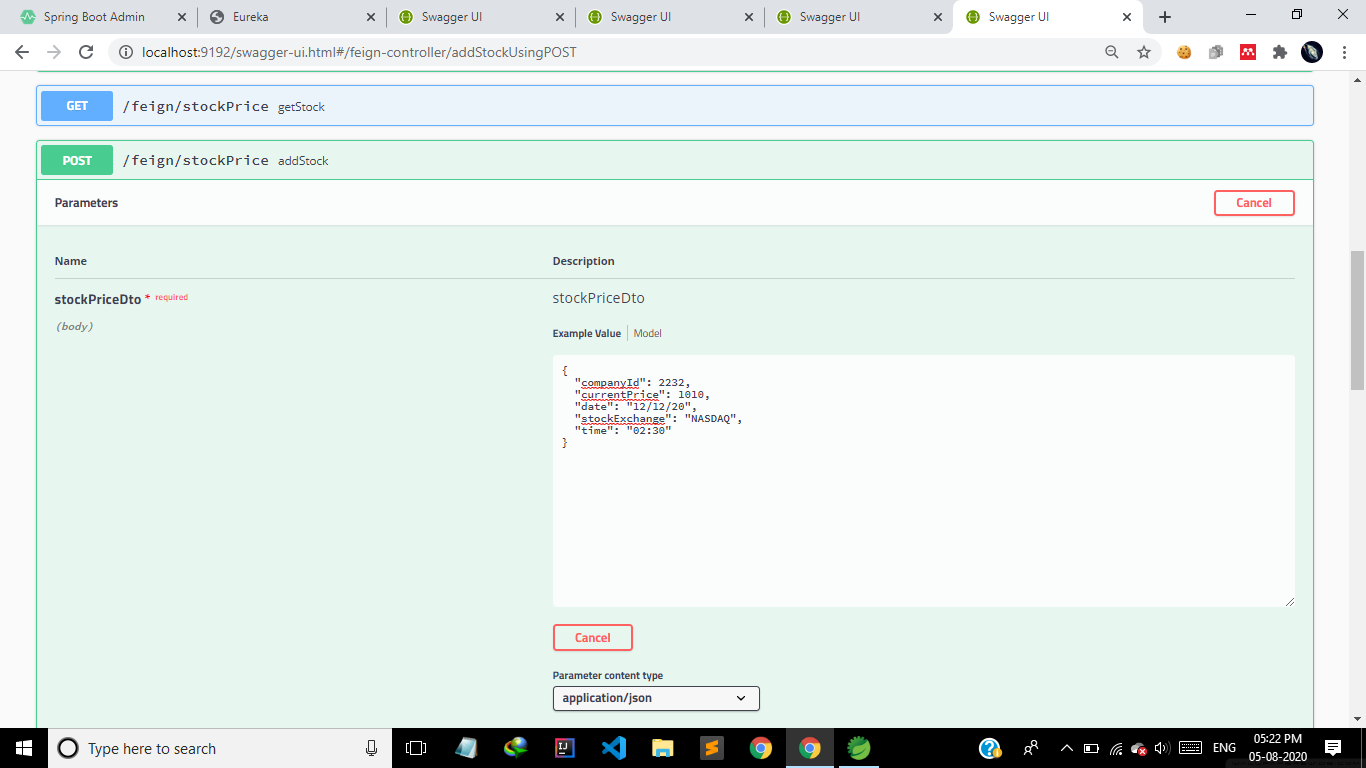 Spring Boot Admin
Eureka
Swagger UI
Swagger UI
Swagger UI
Swagger UI
localhost:9192/swagger-ui.html#/feign-controller/addStockUsingPOST
GET /feign/stockPrice getStock
POST /feign/stockPrice addStock
Parameters
Cancel
Name Description
stockPriceDto * required
(body)
stockPriceDto
Example Value Model
{
"companyId": 2232,
"currentPrice": 1010,
"date": "12/12/20",
"stockExchange": "NASDAQ",
"time": "02:30"
}
Cancel
Parameter content type
application/json
Type here to search
IJ
ENG
05:22 PM
05-08-2020